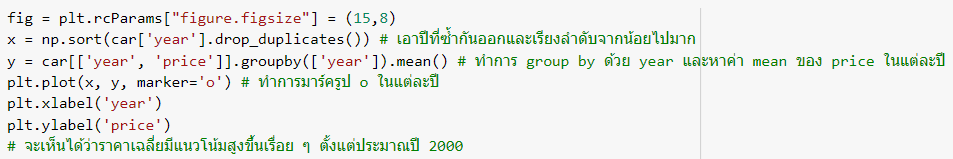 fig = plt.rcParams["figure.figsize"] = (15,8)
x = np.sort(car['year'].drop_duplicates()) # เอาปีที่ซ้ำกันออกและเรียงลำดับจากน้อยไปมาก
y = car[['year', 'price']].groupby(['year']).mean() # ทำการ group by ด้วย year และหาค่า mean ของ price ในแต่ละปี
plt.plot(x, y, marker='o') # ทำการมาร์ครูป o ในแต่ละปี
plt.xlabel('year')
plt.ylabel('price')
# จะเห็นได้ว่าราคาเฉลี่ยมีแนวโน้มสูงขึ้นเรื่อย ๆ ตั้งแต่ประมาณปี 2000